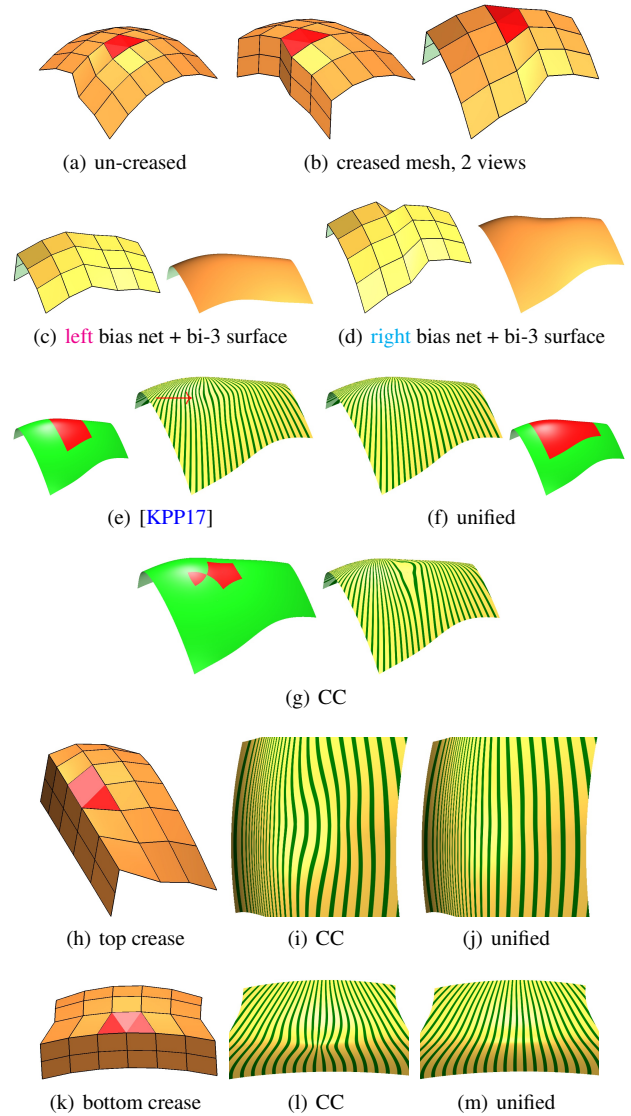 (a) un-creased
(b) creased mesh, 2 views
(c) left bias net + bi-3 surface
(d) right bias net + bi-3 surface
(e) [KPP17]
(f) unified
(g) CC
(h) top crease
(i) CC
(j) unified
(k) bottom crease
(l) CC
(m) unified